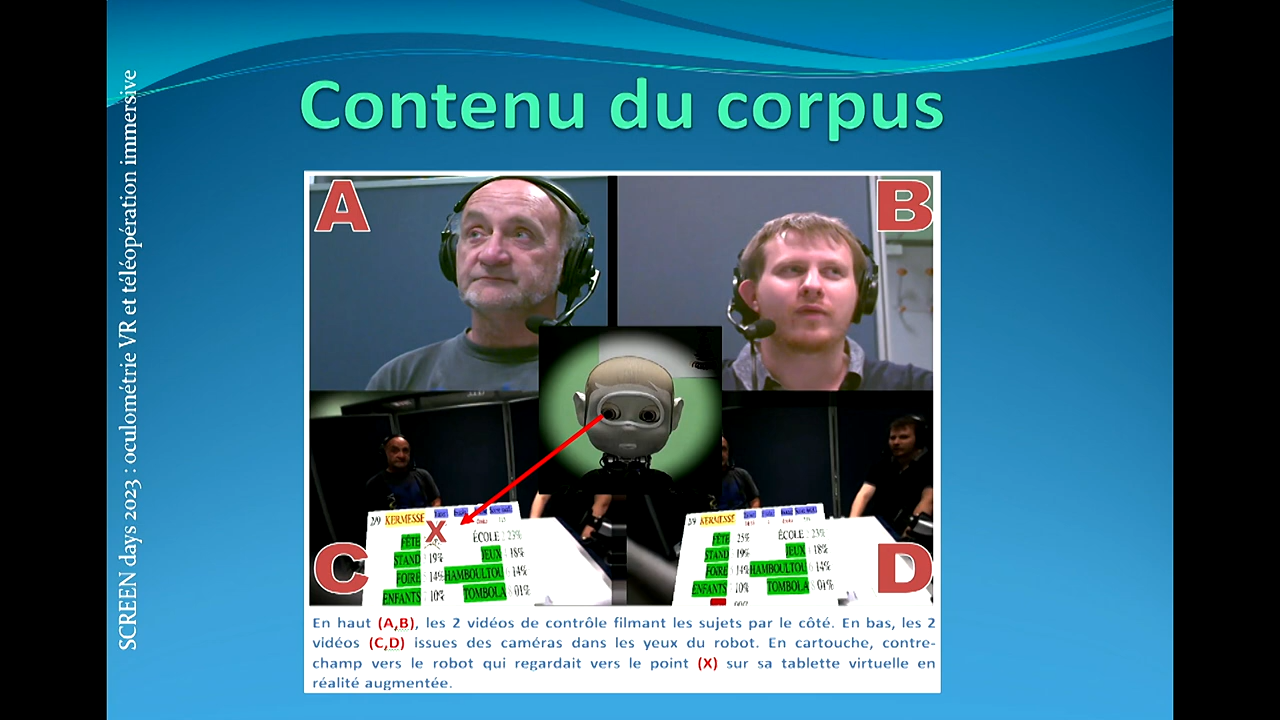 SCREEN days 2023 : oculométrie VR et téléopération immersive
Contenu du corpus
A
B
C
D
2/9 KERMESSE
X
ÉCOLE : 23%
FÊTE
STAND 19% JEUX 18%
FOIRE 14% HAMBOULTOU 14%
ENFANTS 10% TOMBOLA 01%
2/9 KERMESSE
FÊTE 25% ÉCOLE : 23%
STAND 19% JEUX 18%
FOIRE 14% HAMBOULTOU 14%
ENFANTS 10% TOMBOLA 01%
En haut (A,B), les 2 vidéos de contrôle filmant les sujets par le côté. En bas, les 2
vidéos (C,D) issues des caméras dans les yeux du robot. En cartouche, contre-
champ vers le robot qui regardait vers le point (X) sur sa tablette virtuelle en
réalité augmentée.